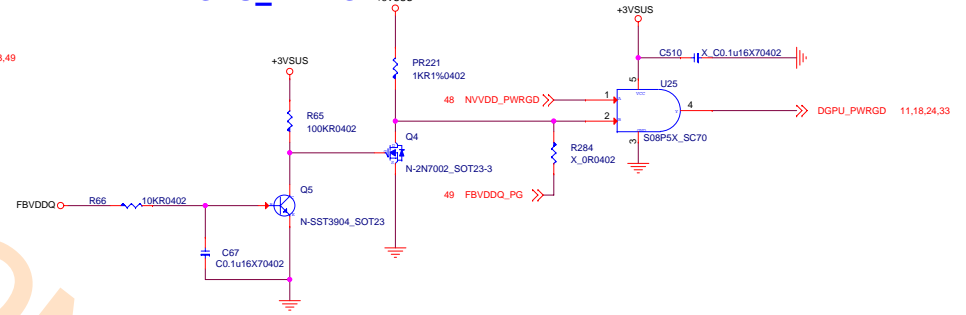 +3VSUS
,49
+3VSUS
C510 X_C0.1u16X70402
PR221
1KR1%0402
5
U25
VCC
48 NVVDD_PWRGD
1
4
DGPU_PWRGD 11,18,24,33
R65
100KR0402
2
Q4
3
S08P5X_SC70
R284
X_0R0402
N-2N7002_SOT23-3
Q5
49 FBVDDQ_PG
FBVDDQ
R66
10KR0402
N-SST3904_SOT23
C67
C0.1u16X70402